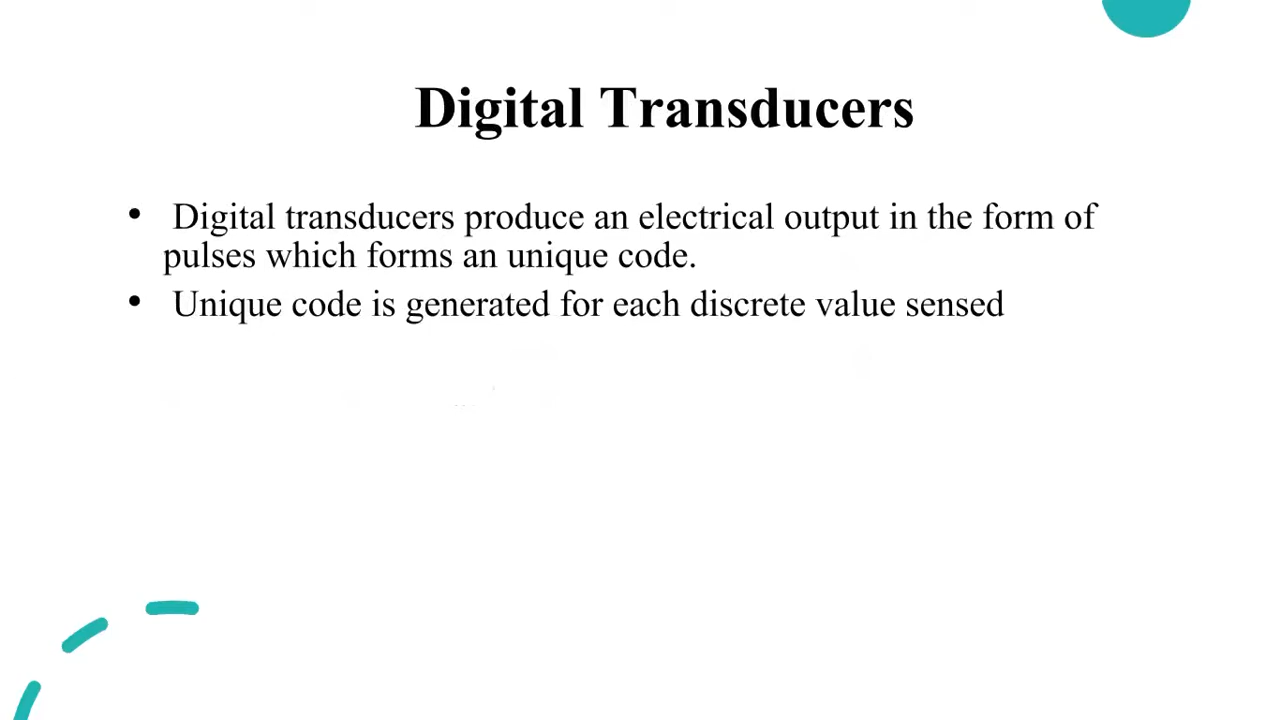 Digital Transducers
• Digital transducers produce an electrical output in the form of
pulses which forms an unique code.
• Unique code is generated for each discrete value sensed